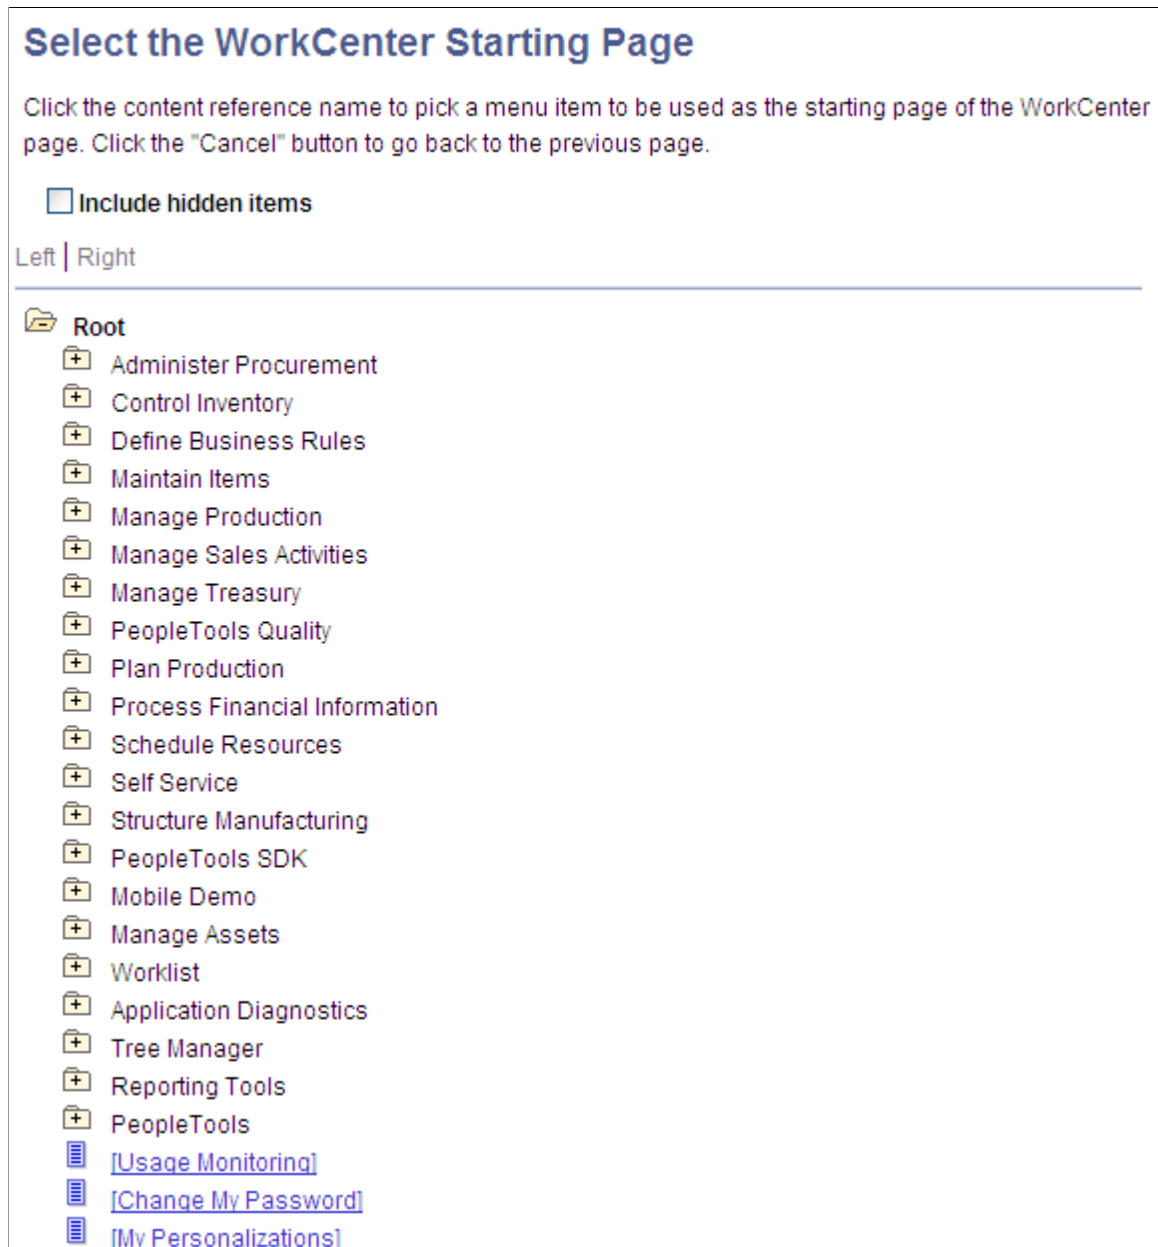 Select the WorkCenter Starting Page
Click the content reference name to pick a menu item to be used as the starting page of the WorkCenter
page. Click the "Cancel" button to go back to the previous page.
Include hidden items
Left | Right
Root
Administer Procurement
Control Inventory
Define Business Rules
Maintain Items
Manage Production
Manage Sales Activities
Manage Treasury
PeopleTools Quality
Plan Production
Process Financial Information
Schedule Resources
Self Service
Structure Manufacturing
PeopleTools SDK
Mobile Demo
Manage Assets
Worklist
Application Diagnostics
Tree Manager
Reporting Tools
PeopleTools
[Usage Monitoring]
[Change My Password]
[My Personalizations]